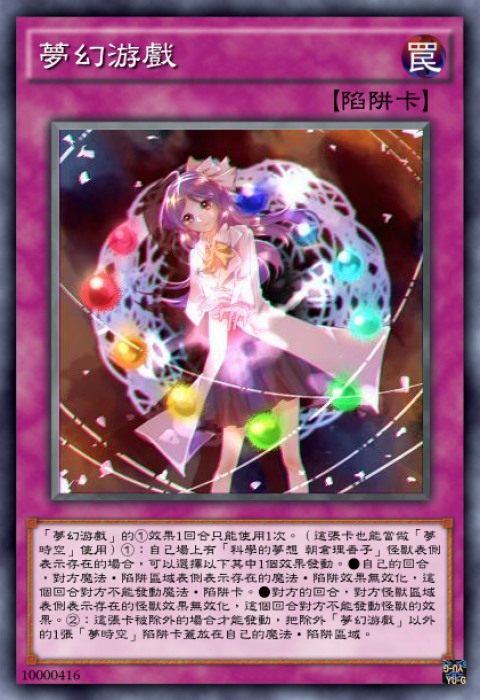 夢幻游戲
罠
【陷阱卡】
「夢幻游戲」的①效果1回合只能使用1次。（這張卡也能當做「夢
時空」使用）①：自己場上有「科學的夢想 朝倉理香子」怪獸表側
表示存在的場合，可以選擇以下其中1個效果發動。●自己的回合
，對方魔法・陷阱區域表側表示存在的魔法・陷阱效果無效化，這
個回合對方不能發動魔法・陷阱卡。●對方的回合，對方怪獸區域
表側表示存在的怪獸效果無效化，這個回合對方不能發動怪獸的效
果。②：這張卡被除外的場合才能發動，把除外「夢幻游戲」以外
的1張「夢時空」陷阱卡蓋放在自己的魔法・陷阱區域。
10000416